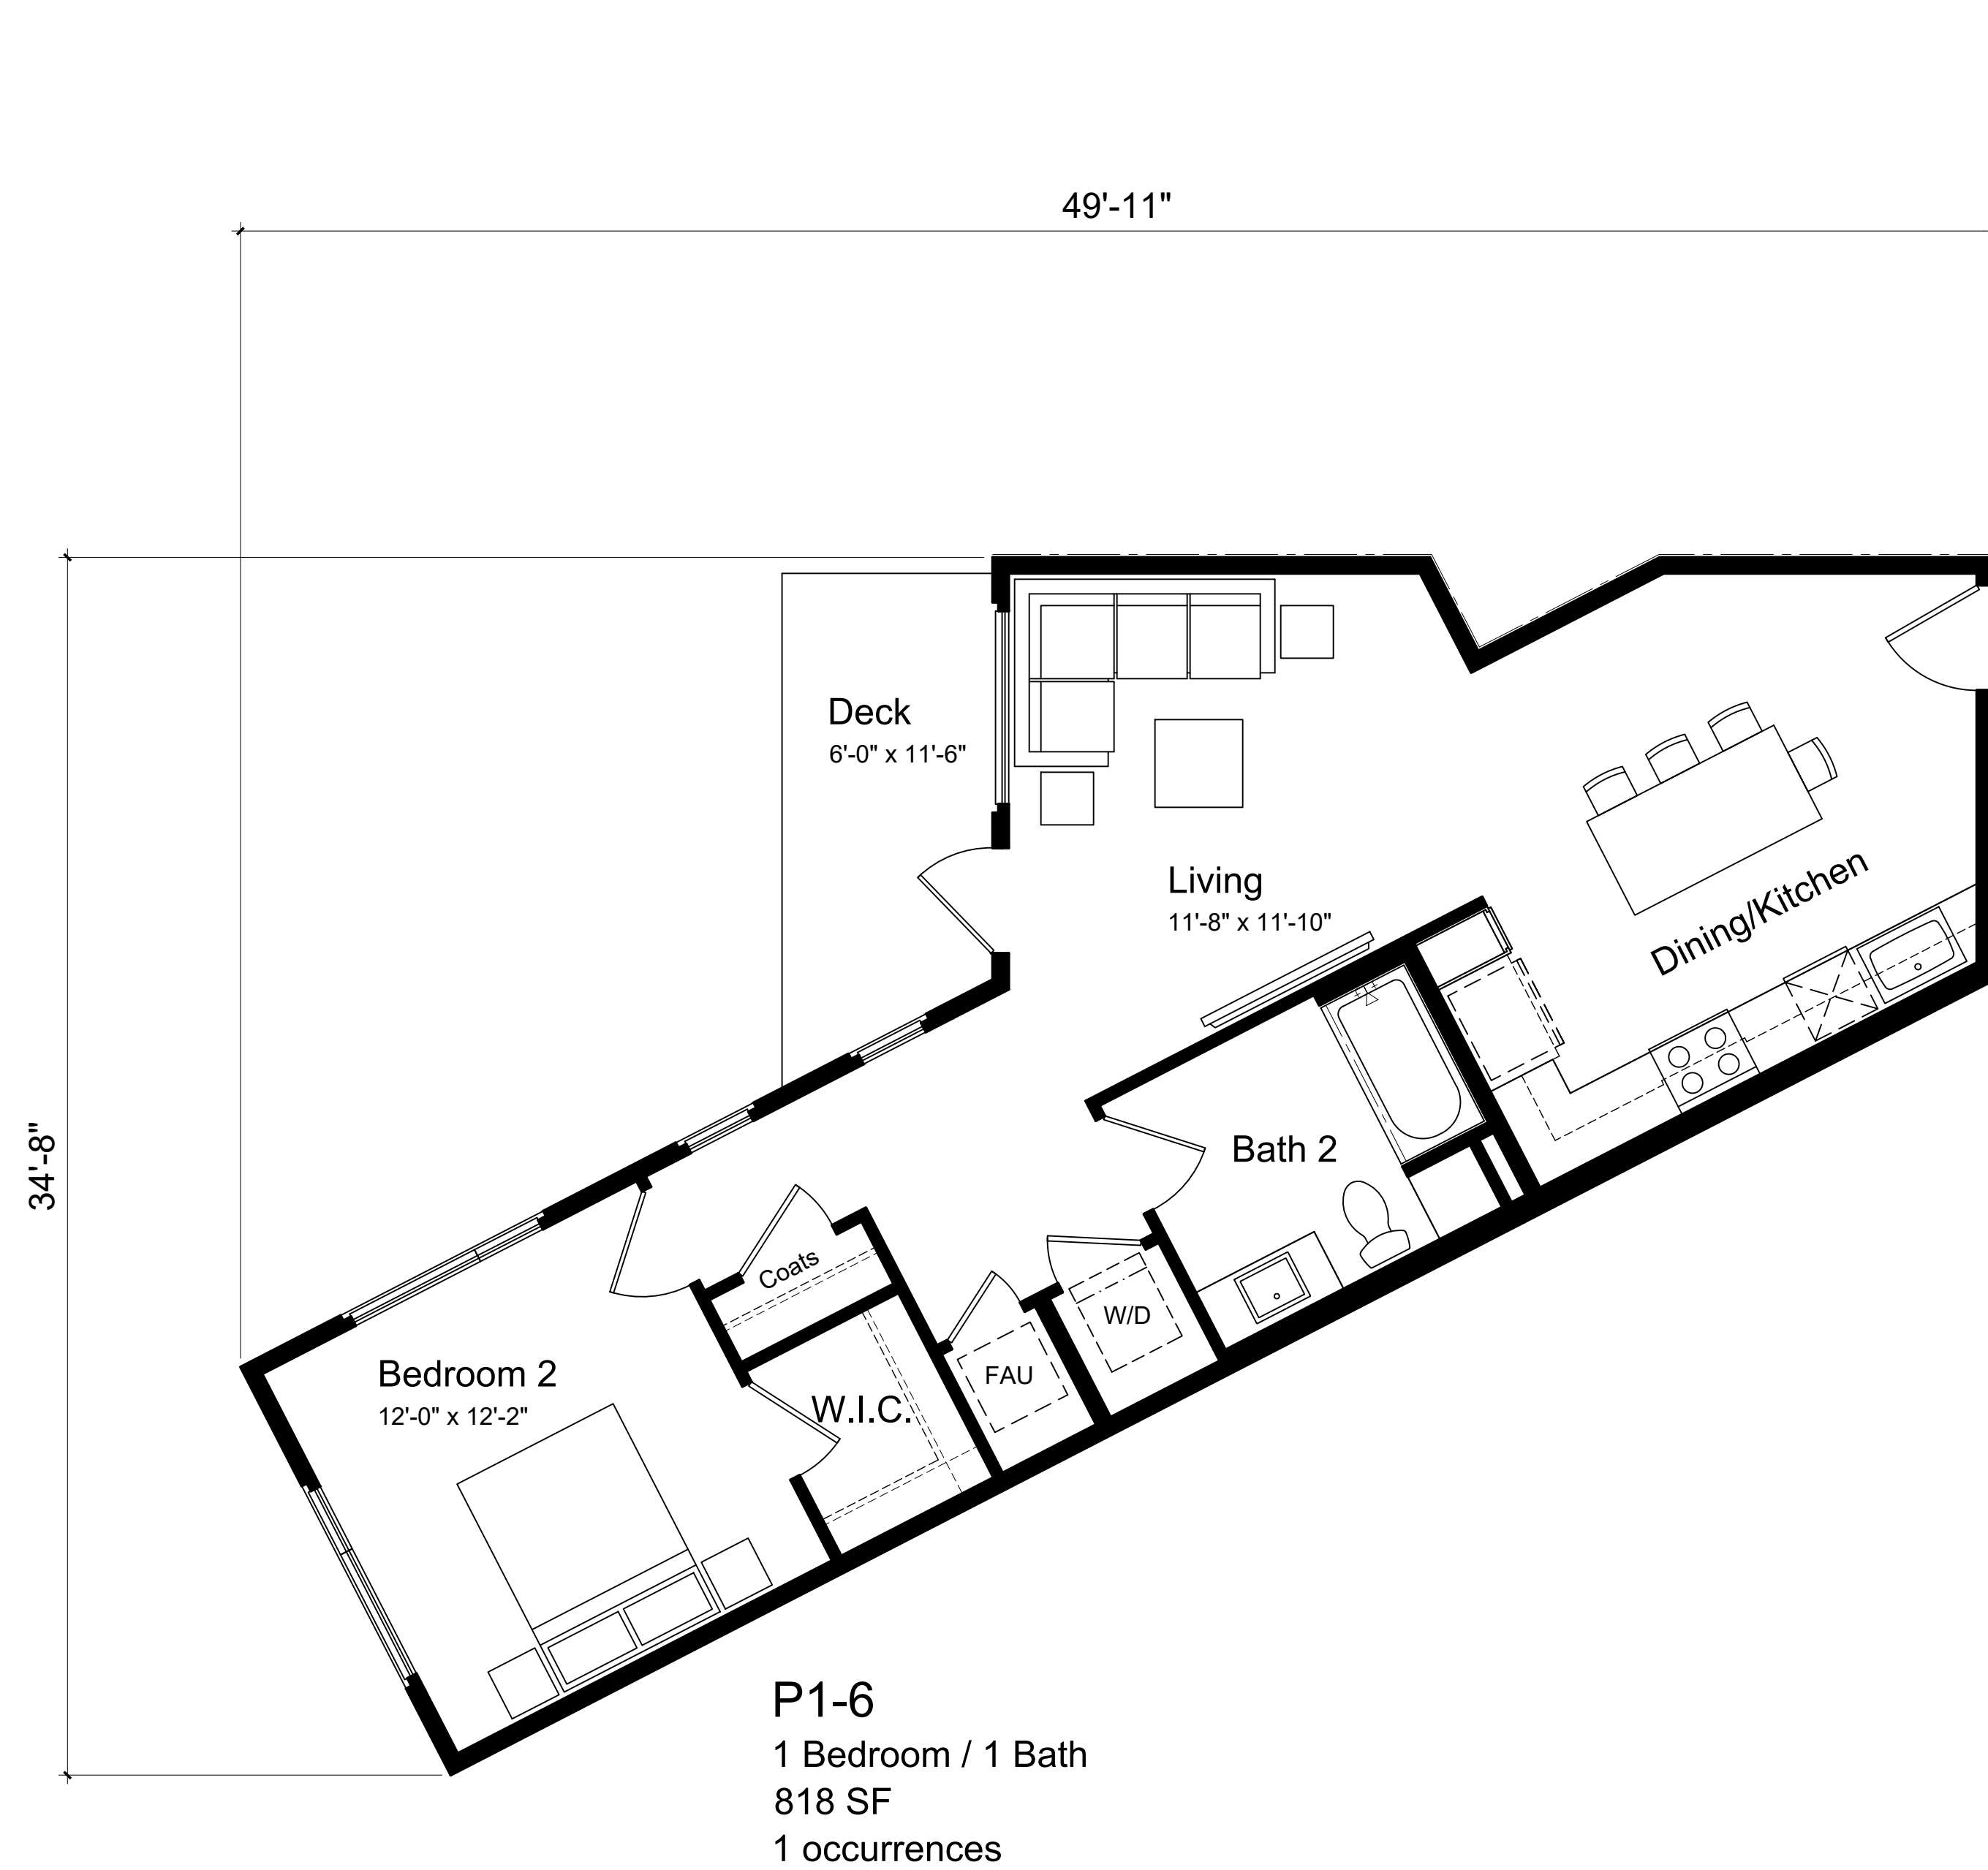 49'-11"
Deck
6'-0" x 11'-6"
Living
11'-8" x 11'-10"
Dining/Kitchen
34'-8"
Bath 2
Coats
W/D
FAU
Bedroom 2
12'-0" x 12'-2"
W.I.C.
P1-6
1 Bedroom / 1 Bath
818 SF
1 occurrences